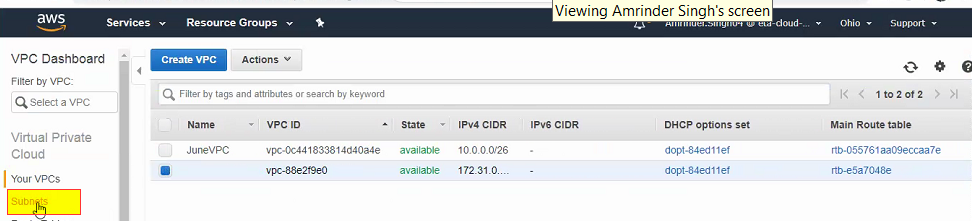 Viewing Amrinder Singh's screen
aws Services Resource Groups Ohio Support
VPC Dashboard
Create VPC Actions
Filter by VPC:
Select a VPC
Filter by tags and attributes or search by keyword
1 to 2 of 2
Virtual Private
Cloud
Name VPC ID State IPv4 CIDR IPv6 CIDR DHCP options set Main Route table
JuneVPC vpc-0c441833814d40a4e available 10.0.0.0/26 - dopt-84ed11ef rtb-055761aa09eccaa7e
vpc-88e2f9e0 available 172.31.0.... - dopt-84ed11ef rtb-e5a7048e
Your VPCs
Subnets